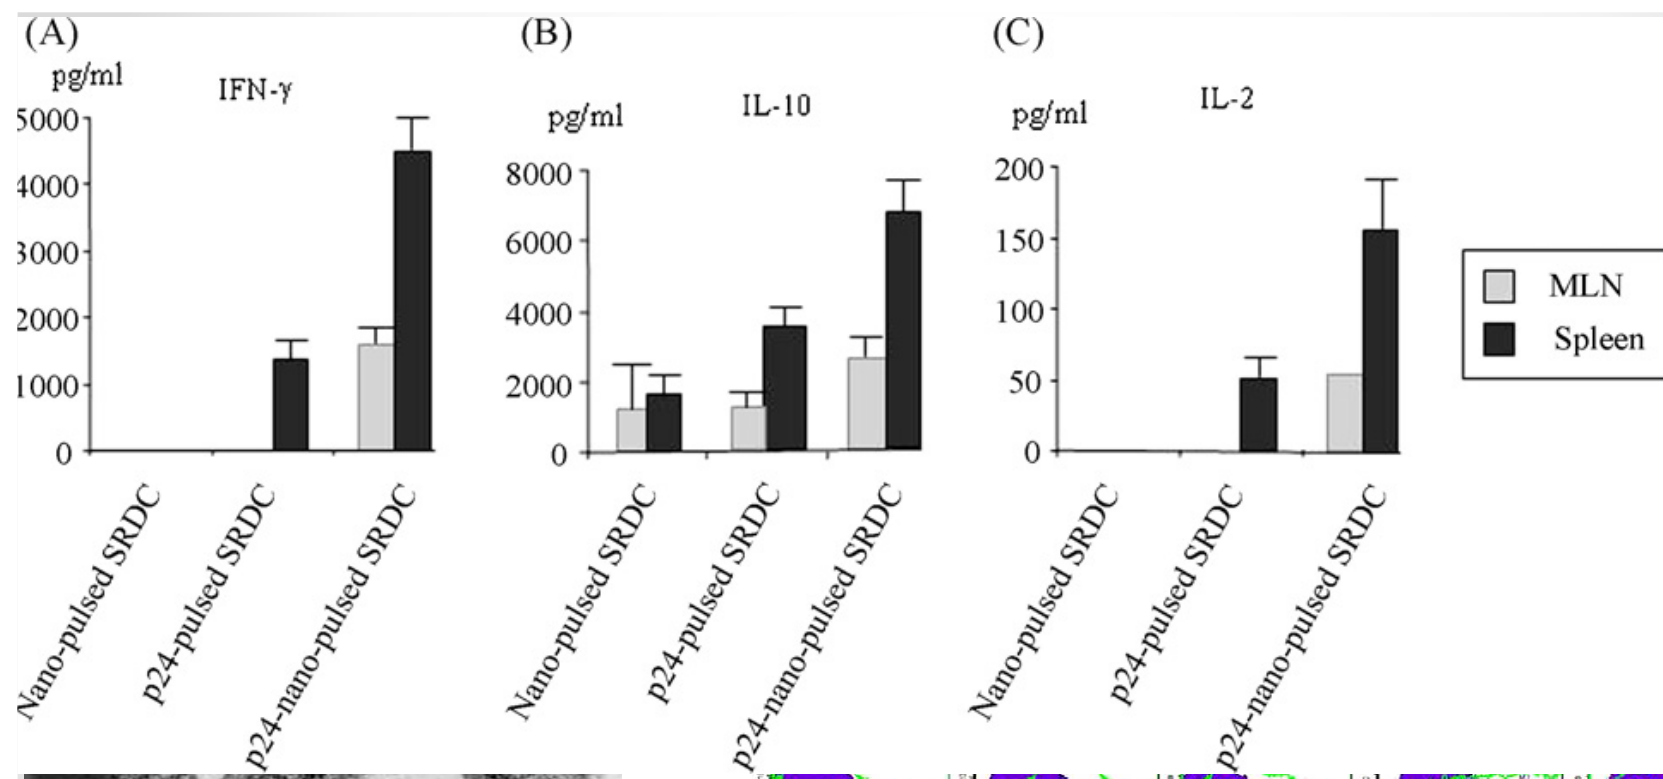 (A)
pg/ml
IFN-γ
5000
4000
3000
2000
1000
0
Nano-pulsed SRDC
p24-pulsed SRDC
p24-nano-pulsed SRDC
(B)
pg/ml
IL-10
8000
6000
4000
2000
0
Nano-pulsed SRDC
p24-pulsed SRDC
p24-nano-pulsed SRDC
(C)
pg/ml
IL-2
200
150
100
50
0
Nano-pulsed SRDC
p24-pulsed SRDC
p24-nano-pulsed SRDC
MLN
Spleen